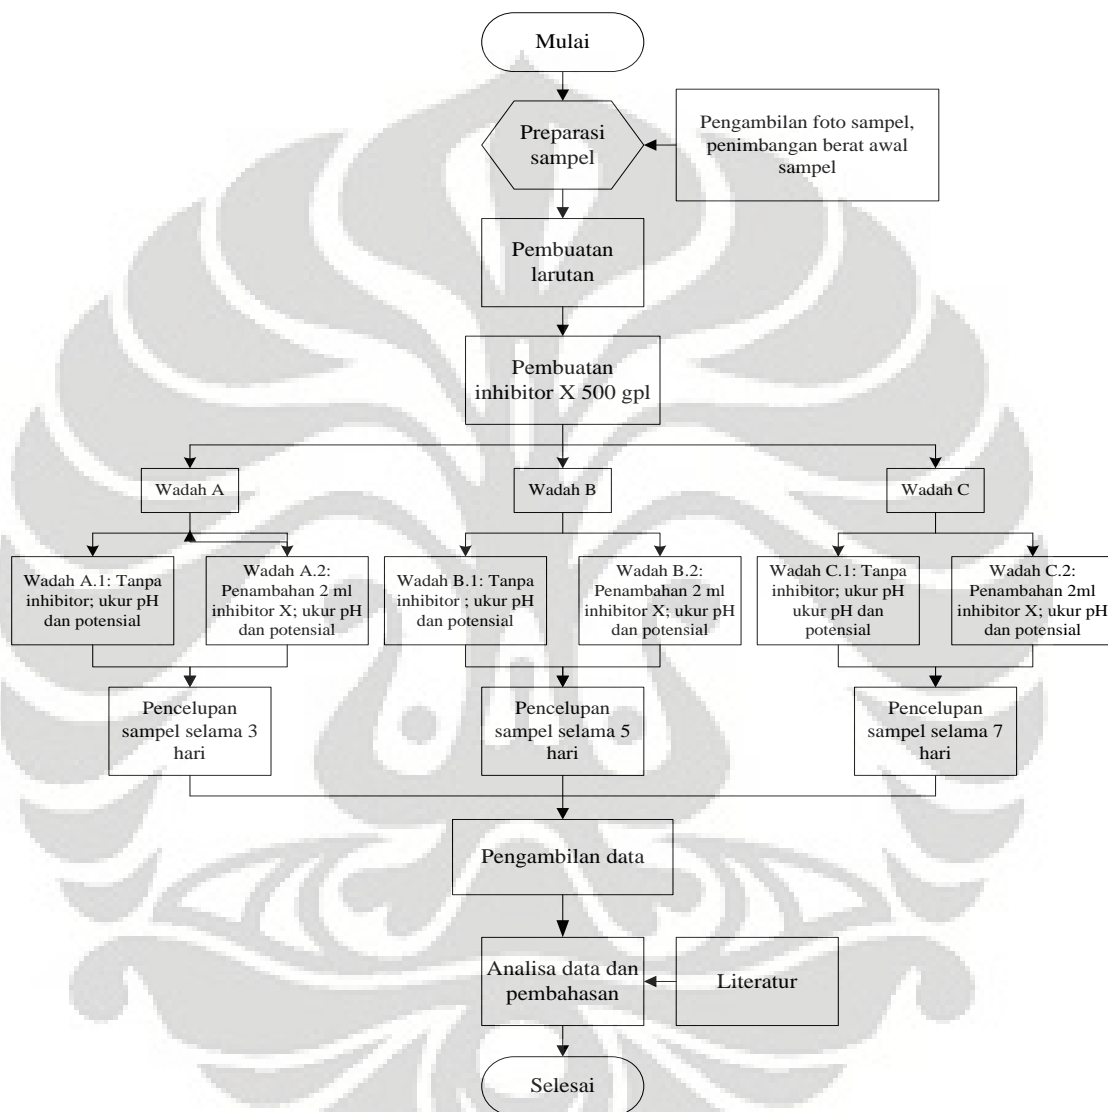 Mulai
Preparasi
sampel
Pengambilan foto sampel,
penimbangan berat awal
sampel
Pembuatan
larutan
Pembuatan
inhibitor X 500 gpl
Wadah A
Wadah B
Wadah C
Wadah A.1: Tanpa
inhibitor; ukur pH
dan potensial
Wadah A.2:
Penambahan 2 ml
inhibitor X; ukur pH
dan potensial
Wadah B.1: Tanpa
inhibitor ; ukur pH
dan potensial
Wadah B.2:
Penambahan 2 ml
inhibitor X; ukur pH
dan potensial
Wadah C.1: Tanpa
inhibitor; ukur pH
ukur pH dan
potensial
Wadah C.2:
Penambahan 2ml
inhibitor X; ukur pH
dan potensial
Pencelupan
sampel selama 3
hari
Pencelupan
sampel selama 5
hari
Pencelupan
sampel selama 7
hari
Pengambilan data
Analisa data dan
pembahasan
Literatur
Selesai